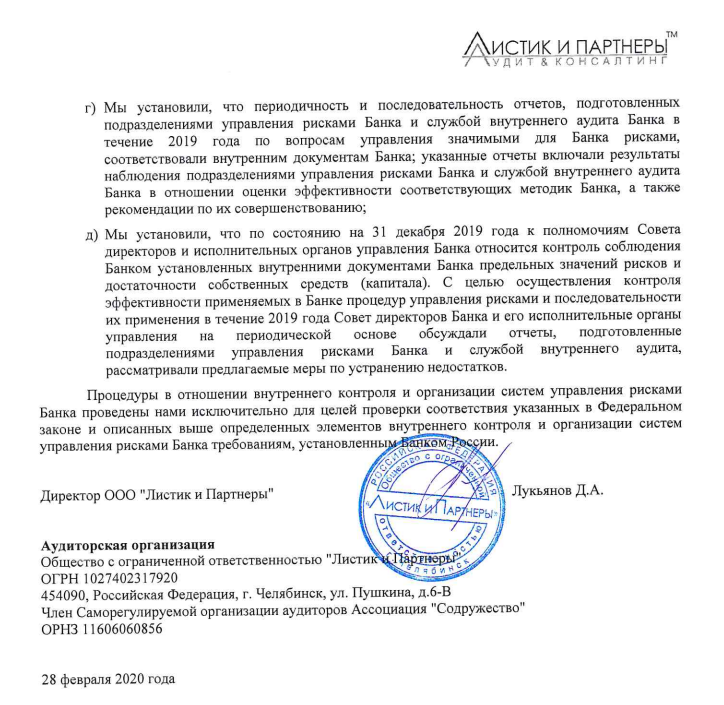 ЛИСТИК И ПАРТНЕРЫ™
АУДИТ & КОНСАЛТИНГ
г) Мы установили, что периодичность и последовательность отчетов, подготовленных
подразделениями управления рисками Банка и службой внутреннего аудита Банка в
течение 2019 года по вопросам управления значимыми для Банка рисками,
соответствовали внутренним документам Банка; указанные отчеты включали результаты
наблюдения подразделениями управления рисками Банка и службой внутреннего аудита
Банка в отношении оценки эффективности соответствующих методик Банка, а также
рекомендации по их совершенствованию;
д) Мы установили, что по состоянию на 31 декабря 2019 года к полномочиям Совета
директоров и исполнительных органов управления Банка относится контроль соблюдения
Банком установленных внутренними документами Банка предельных значений рисков и
достаточности собственных средств (капитала). С целью осуществления контроля
эффективности применяемых в Банке процедур управления рисками и последовательности
их применения в течение 2019 года Совет директоров Банка и его исполнительные органы
управления на периодической основе обсуждали отчеты, подготовленные
подразделениями управления рисками Банка и службой внутреннего аудита,
рассматривали предлагаемые меры по устранению недостатков.
Процедуры в отношении внутреннего контроля и организации систем управления рисками
Банка проведены нами исключительно для целей проверки соответствия указанных в Федеральном
законе и описанных выше определенных элементов внутреннего контроля и организации систем
управления рисками Банка требованиям, установленным Банком России.
РОССИЙСКАЯ ФЕДЕРАЦИЯ
Общество с ограниченной
"ЛИСТИК И ПАРТНЕРЫ"
ответственностью
г. Челябинск
Директор ООО "Листик и Партнеры"
Лукьянов Д.А.
Аудиторская организация
Общество с ограниченной ответственностью "Листик и Партнеры"
ОГРН 1027402317920
454090, Российская Федерация, г. Челябинск, ул. Пушкина, д.6-В
Член Саморегулируемой организации аудиторов Ассоциация "Содружество"
ОРНЗ 11606060856
28 февраля 2020 года